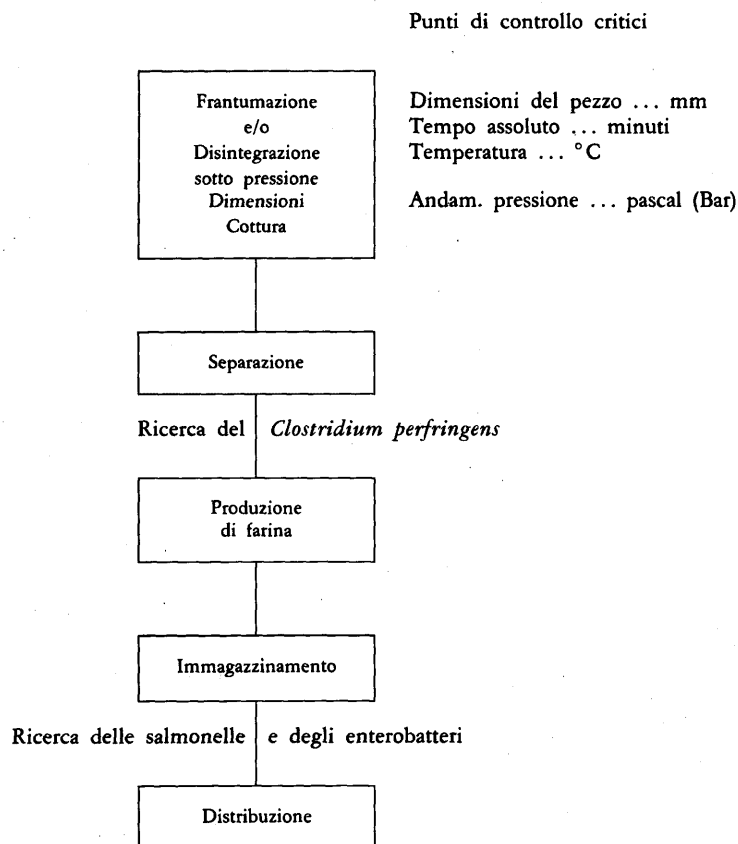 Punti di controllo critici
Frantumazione
e/o
Disintegrazione
sotto pressione
Dimensioni
Cottura
Dimensioni del pezzo ... mm
Tempo assoluto ... minuti
Temperatura ... °C
Andam. pressione ... pascal (Bar)
Separazione
Ricerca del Clostridium perfringens
Produzione
di farina
Immagazzinamento
Ricerca delle salmonelle e degli enterobatteri
Distribuzione